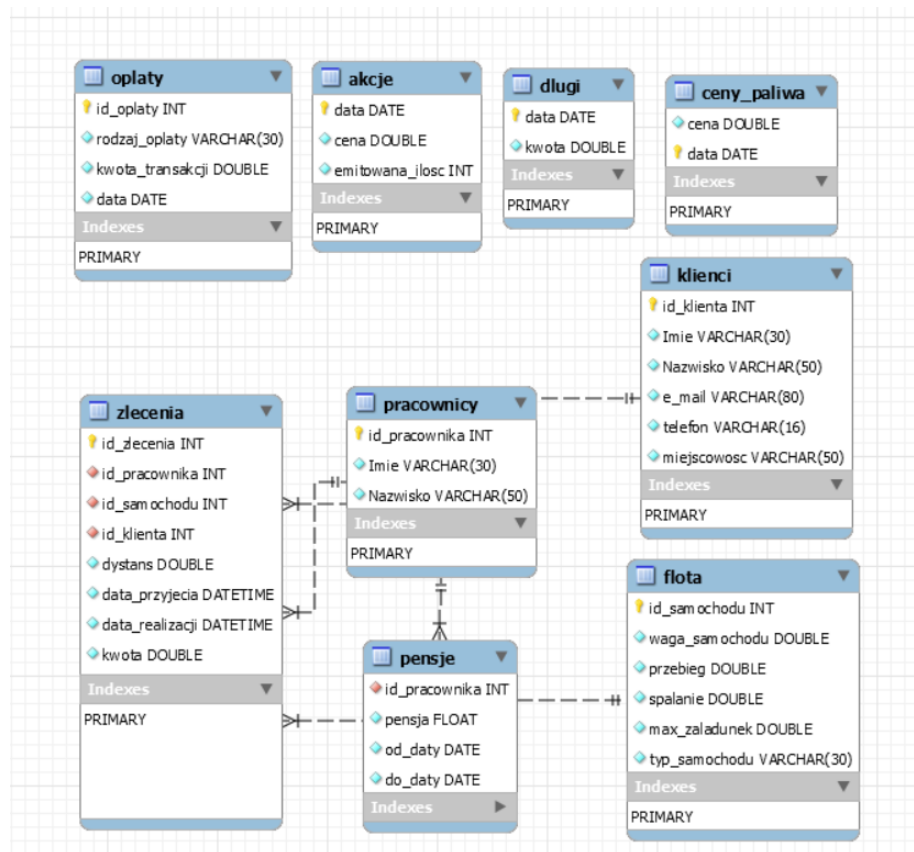 oplaty
id_oplaty INT
rodzaj_oplaty VARCHAR(30)
kwota_transakcji DOUBLE
data DATE
Indexes
PRIMARY
akcje
data DATE
cena DOUBLE
emitowana_ilosc INT
Indexes
PRIMARY
dlugi
data DATE
kwota DOUBLE
Indexes
PRIMARY
ceny_paliwa
cena DOUBLE
data DATE
Indexes
PRIMARY
klienci
id_klienta INT
Imie VARCHAR(30)
Nazwisko VARCHAR(50)
e_mail VARCHAR(80)
telefon VARCHAR(16)
miejscowosc VARCHAR(50)
Indexes
PRIMARY
zlecenia
id_zlecenia INT
id_pracownika INT
id_samochodu INT
id_klienta INT
dystans DOUBLE
data_przyjecia DATETIME
data_realizacji DATETIME
kwota DOUBLE
Indexes
PRIMARY
pracownicy
id_pracownika INT
Imie VARCHAR(30)
Nazwisko VARCHAR(50)
Indexes
PRIMARY
pensje
id_pracownika INT
pensja FLOAT
od_daty DATE
do_daty DATE
Indexes
flota
id_samochodu INT
waga_samochodu DOUBLE
przebieg DOUBLE
spalanie DOUBLE
max_zaladunek DOUBLE
typ_samochodu VARCHAR(30)
Indexes
PRIMARY